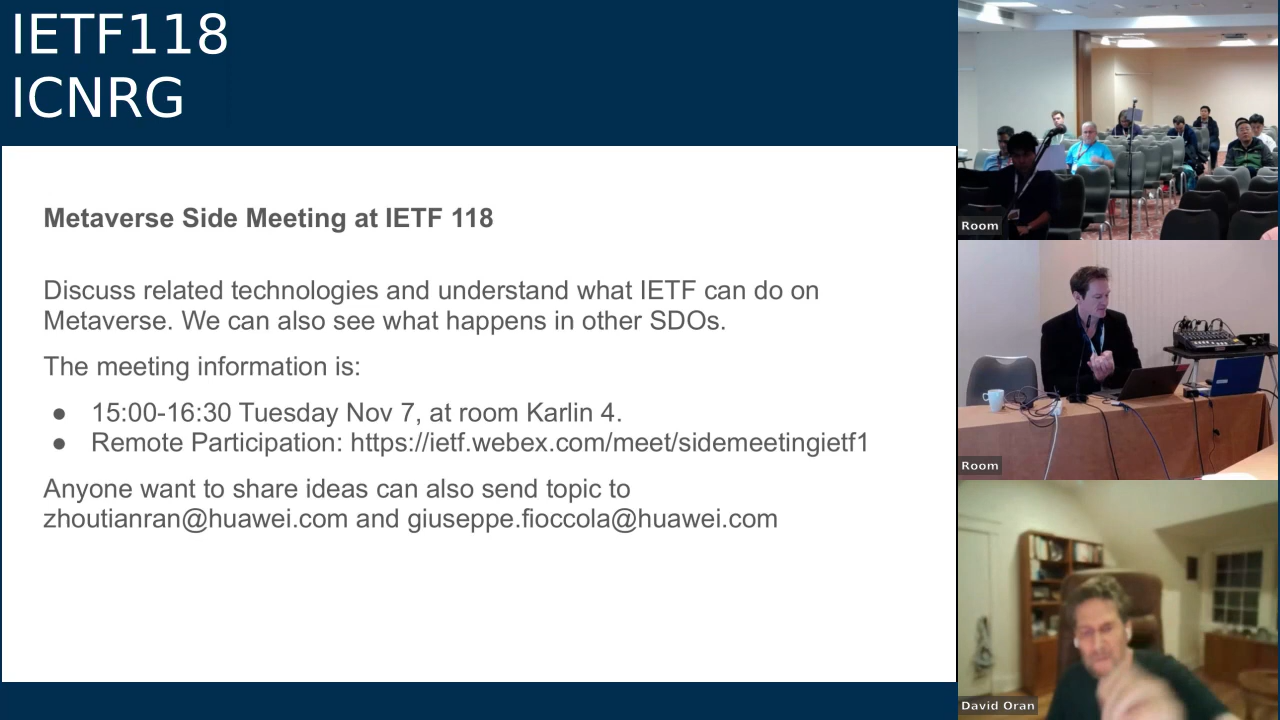 IETF118
ICNRG
Metaverse Side Meeting at IETF 118
Discuss related technologies and understand what IETF can do on
Metaverse. We can also see what happens in other SDOs.
The meeting information is:
● 15:00-16:30 Tuesday Nov 7, at room Karlin 4.
● Remote Participation: https://ietf.webex.com/meet/sidemeetingietf1
Anyone want to share ideas can also send topic to
zhoutianran@huawei.com and giuseppe.fioccola@huawei.com
Room
Room
David Oran